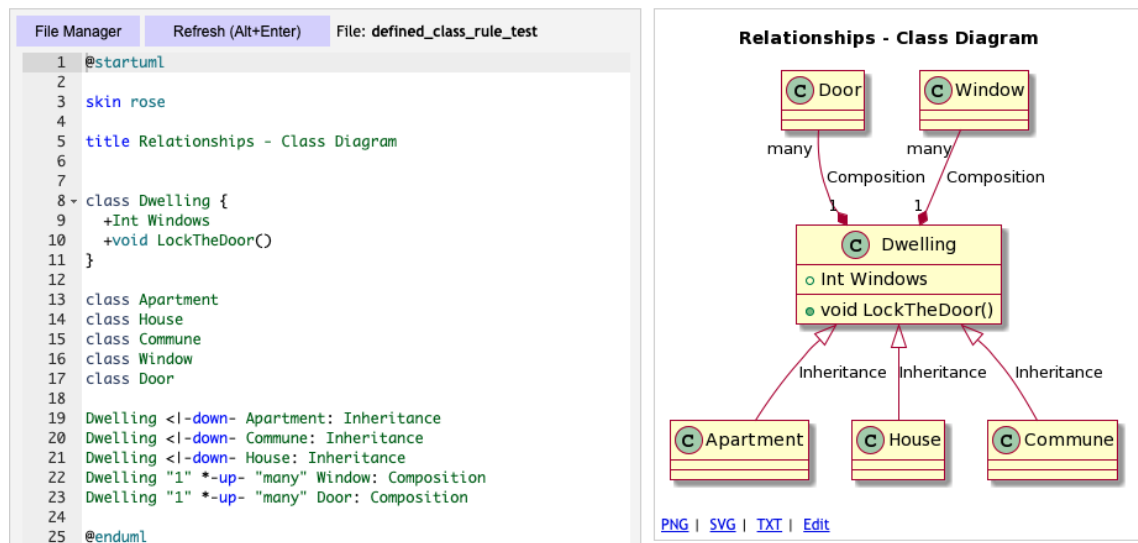 File Manager Refresh (Alt+Enter) File: defined_class_rule_test
1 @startuml
2
3 skin rose
4
5 title Relationships - Class Diagram
6
7
8 class Dwelling {
9 +Int Windows
10 +void LockTheDoor()
11 }
12
13 class Apartment
14 class House
15 class Commune
16 class Window
17 class Door
18
19 Dwelling <|-down- Apartment: Inheritance
20 Dwelling <|-down- Commune: Inheritance
21 Dwelling <|-down- House: Inheritance
22 Dwelling "1" *-up- "many" Window: Composition
23 Dwelling "1" *-up- "many" Door: Composition
24
25 @enduml
Relationships - Class Diagram
C Door C Window
many many
Composition Composition
1 1
C Dwelling
Int Windows
void LockTheDoor()
Inheritance Inheritance Inheritance
C Apartment C House C Commune
PNG | SVG | TXT | Edit